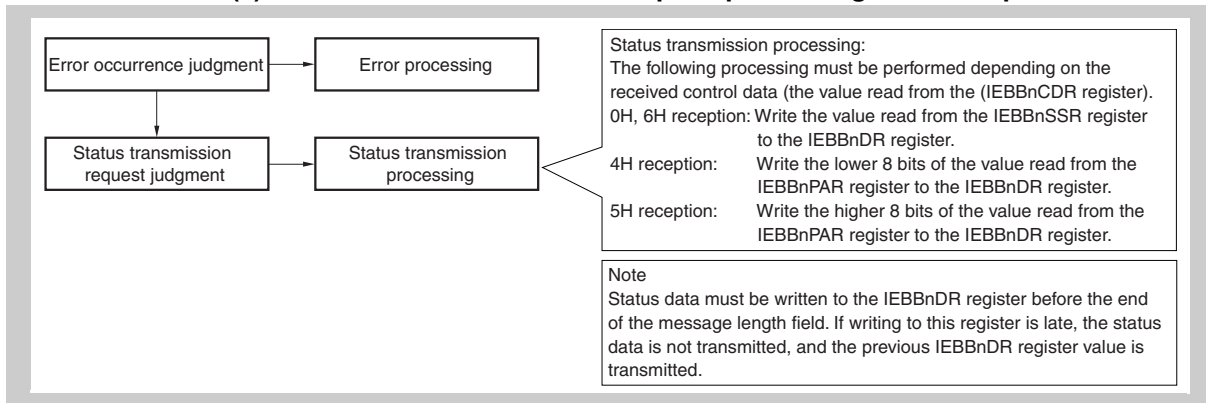 Error occurrence judgment
Error processing
Status transmission
request judgment
Status transmission
processing
Status transmission processing:
The following processing must be performed depending on the
received control data (the value read from the (IEBBnCDR register).
0H, 6H reception: Write the value read from the IEBBnSSR register
to the IEBBnDR register.
4H reception: Write the lower 8 bits of the value read from the
IEBBnPAR register to the IEBBnDR register.
5H reception: Write the higher 8 bits of the value read from the
IEBBnPAR register to the IEBBnDR register.
Note
Status data must be written to the IEBBnDR register before the end
of the message length field. If writing to this register is late, the status
data is not transmitted, and the previous IEBBnDR register value is
transmitted.